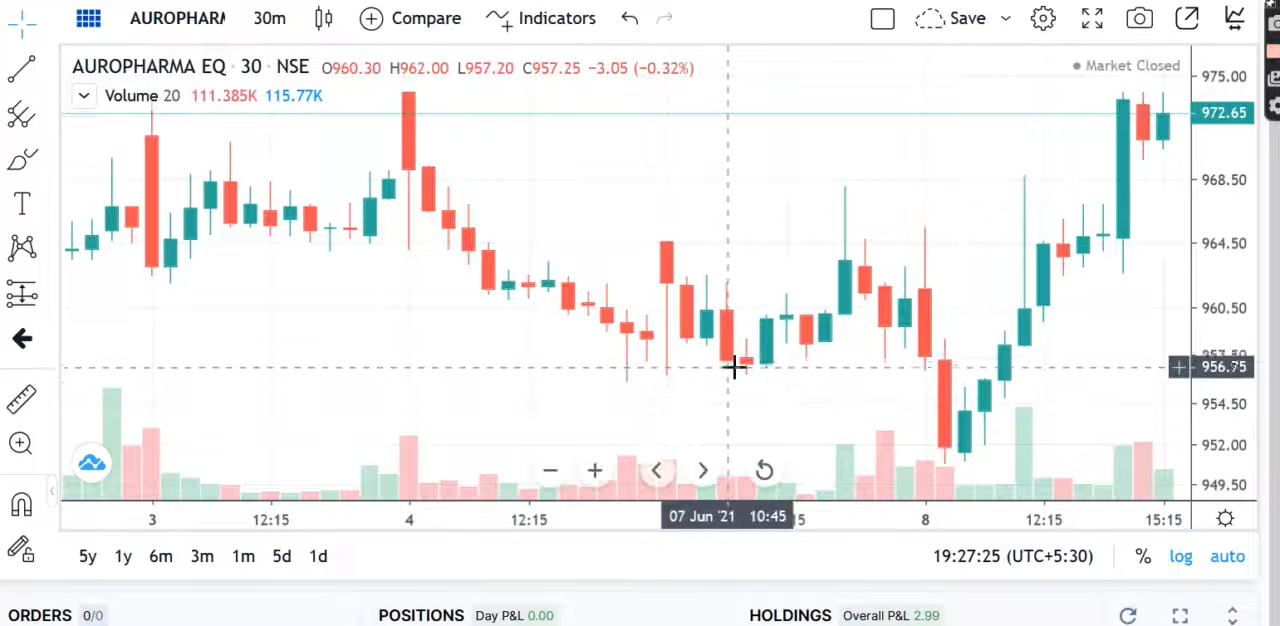 AUROPHARM 30m Compare Indicators Save
AUROPHARMA EQ · 30 · NSE O960.30 H962.00 L957.20 C957.25 −3.05 (−0.32%) Market Closed
Volume 20 111.385K 115.77K
975.00
972.65
968.50
964.50
960.50
956.75
954.50
952.00
949.50
3 12:15 4 12:15 07 Jun '21 10:45 8 12:15 15:15
5y 1y 6m 3m 1m 5d 1d 19:27:25 (UTC+5:30) % log auto
ORDERS 0/0 POSITIONS Day P&L 0.00 HOLDINGS Overall P&L 2.99